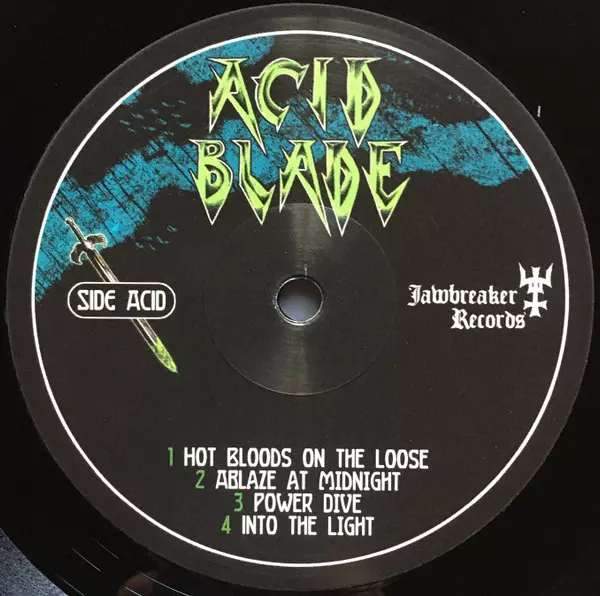 ACID
BLADE
SIDE ACID
Jawbreaker
Records
1 HOT BLOODS ON THE LOOSE
2 ABLAZE AT MIDNIGHT
3 POWER DIVE
4 INTO THE LIGHT